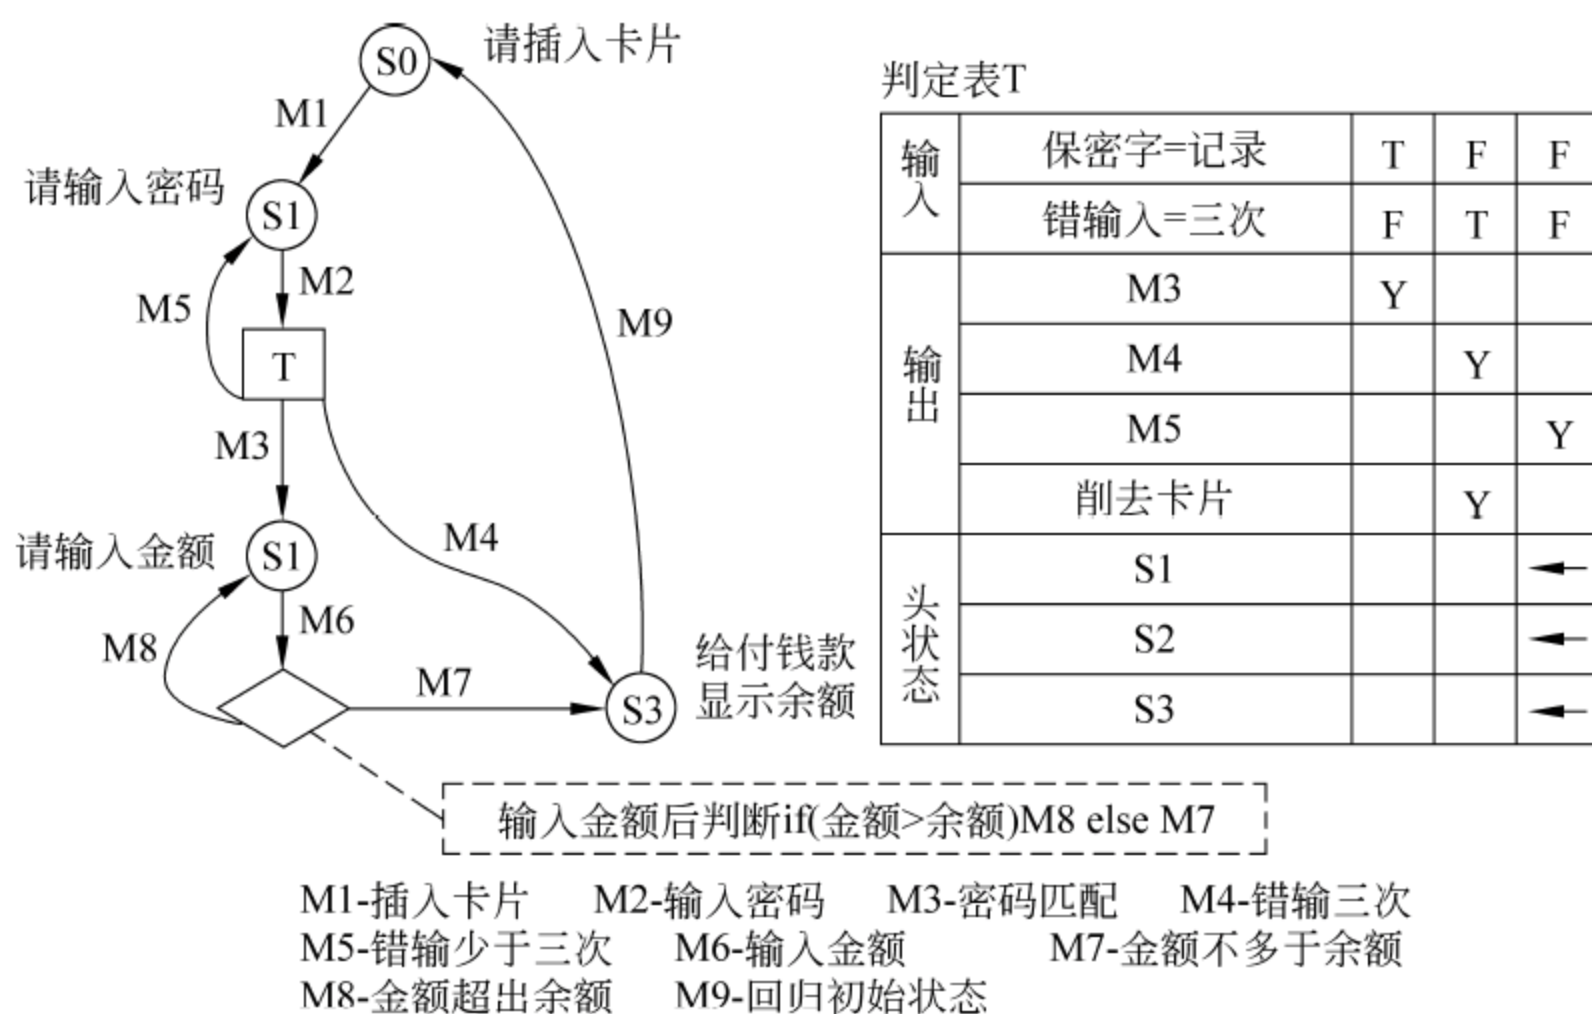 S0 请插入卡片
M1
请输入密码
S1
M2
M5
T
M3
M9
M4
请输入金额
S1
M6
M8
M7
S3
给付钱款
显示余额
判定表T
输入 保密字=记录 T F F
错输入=三次 F T F
输出 M3 Y
M4 Y
M5 Y
削去卡片 Y
头状态 S1
S2
S3
输入金额后判断if(金额>余额)M8 else M7
M1-插入卡片 M2-输入密码 M3-密码匹配 M4-错输三次
M5-错输少于三次 M6-输入金额 M7-金额不多于余额
M8-金额超出余额 M9-回归初始状态